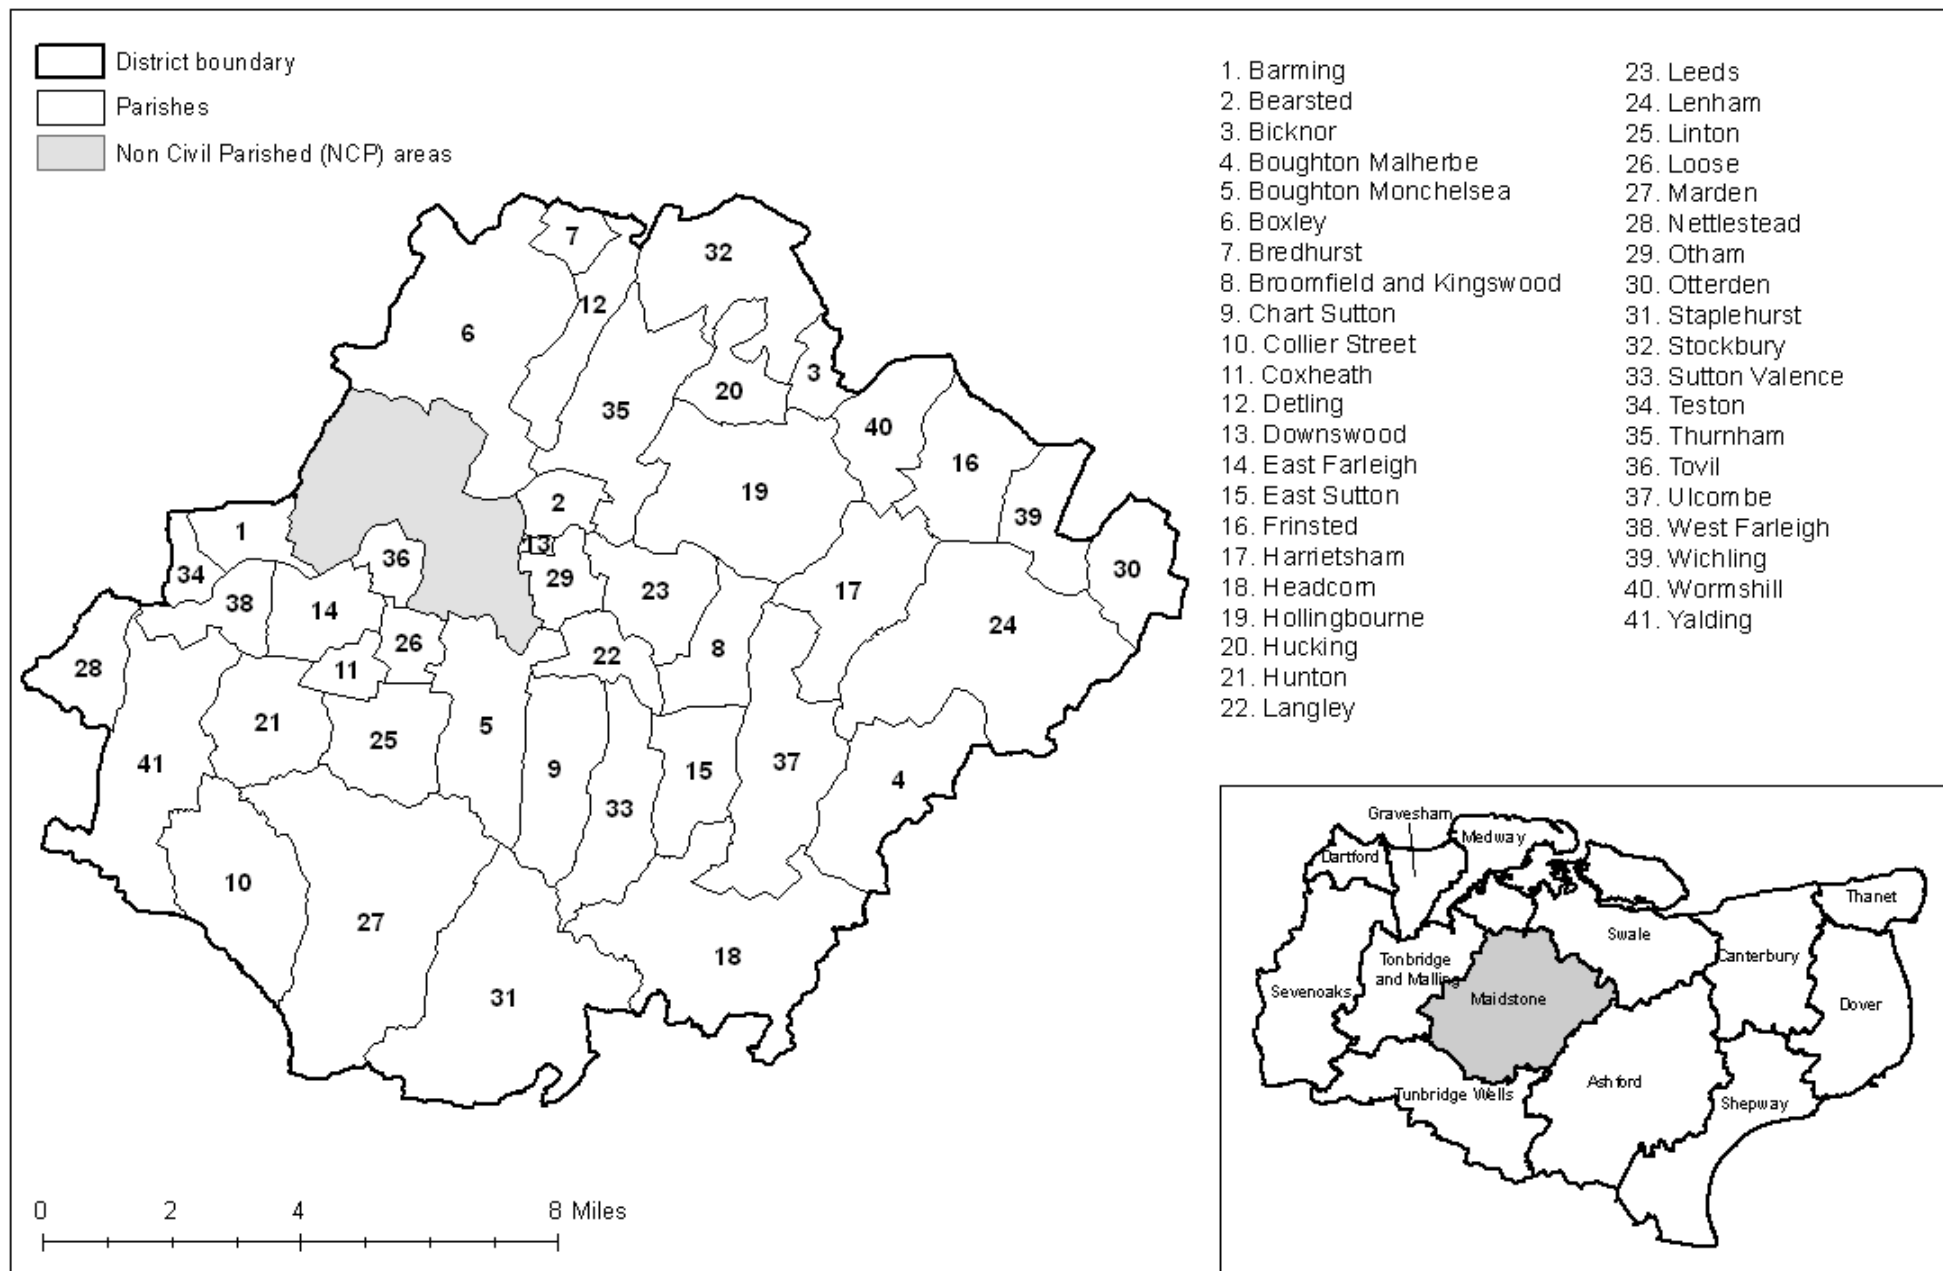 District boundary
Parishes
Non Civil Parished (NCP) areas
1. Barming
2. Bearsted
3. Bicknor
4. Boughton Malherbe
5. Boughton Monchelsea
6. Boxley
7. Bredhurst
8. Broomfield and Kingswood
9. Chart Sutton
10. Collier Street
11. Coxheath
12. Detling
13. Downswood
14. East Farleigh
15. East Sutton
16. Frinsted
17. Harrietsham
18. Headcorn
19. Hollingbourne
20. Hucking
21. Hunton
22. Langley
23. Leeds
24. Lenham
25. Linton
26. Loose
27. Marden
28. Nettlestead
29. Otham
30. Otterden
31. Staplehurst
32. Stockbury
33. Sutton Valence
34. Teston
35. Thurnham
36. Tovil
37. Ulcombe
38. West Farleigh
39. Wichling
40. Wormshill
41. Yalding
7
32
12
6
3
20
35
40
16
19
2
39
1
13
36
34
29
30
23
17
38
14
24
26
22
8
28
11
21
5
25
41
9
37
15
4
33
10
27
18
31
0 2 4 8 Miles
Gravesham
Medway
Dartford
Thanet
Swale
Canterbury
Tonbridge
and Malling
Sevenoaks
Maidstone
Dover
Ashford
Tunbridge Wells
Shepway